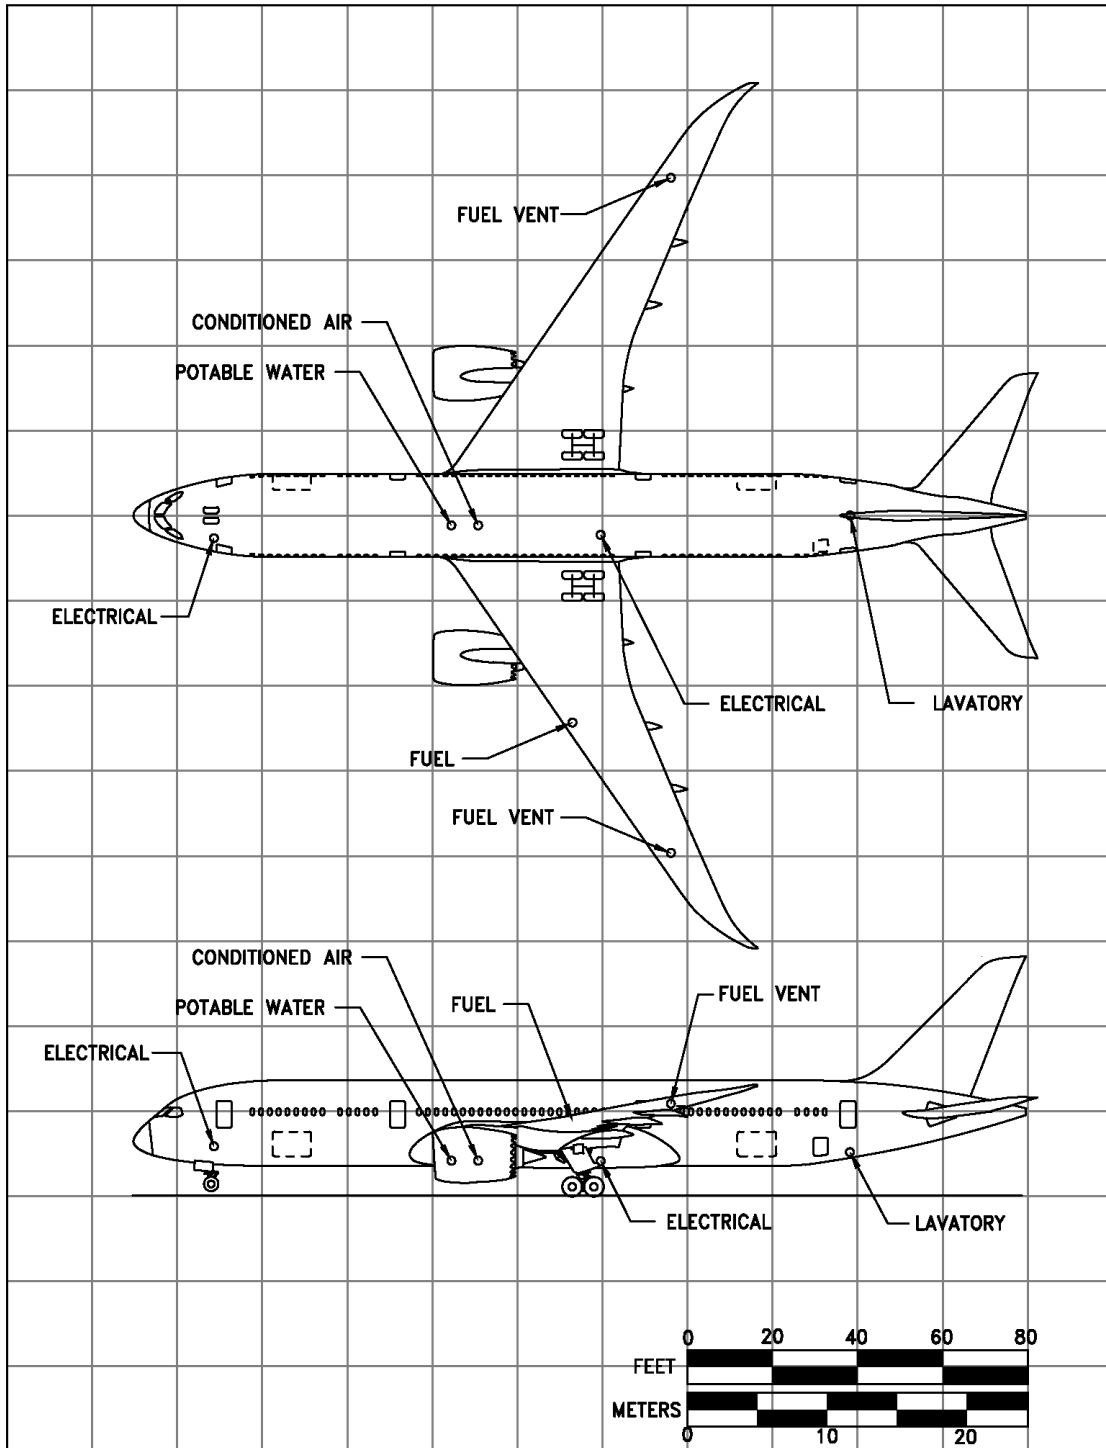 FUEL VENT
CONDITIONED AIR
POTABLE WATER
ELECTRICAL
ELECTRICAL
LAVATORY
FUEL
FUEL VENT
CONDITIONED AIR
FUEL VENT
POTABLE WATER
FUEL
ELECTRICAL
ELECTRICAL
LAVATORY
0 20 40 60 80
FEET
METERS
0 10 20